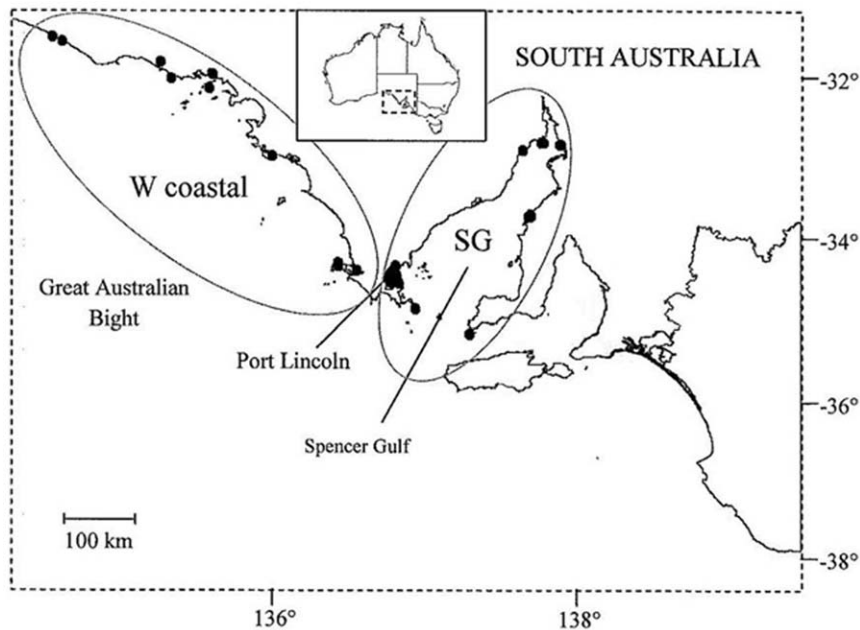 SOUTH AUSTRALIA
-32°
W coastal
SG
-34°
Great Australian
Bight
Port Lincoln
-36°
Spencer Gulf
100 km
-38°
136°
138°